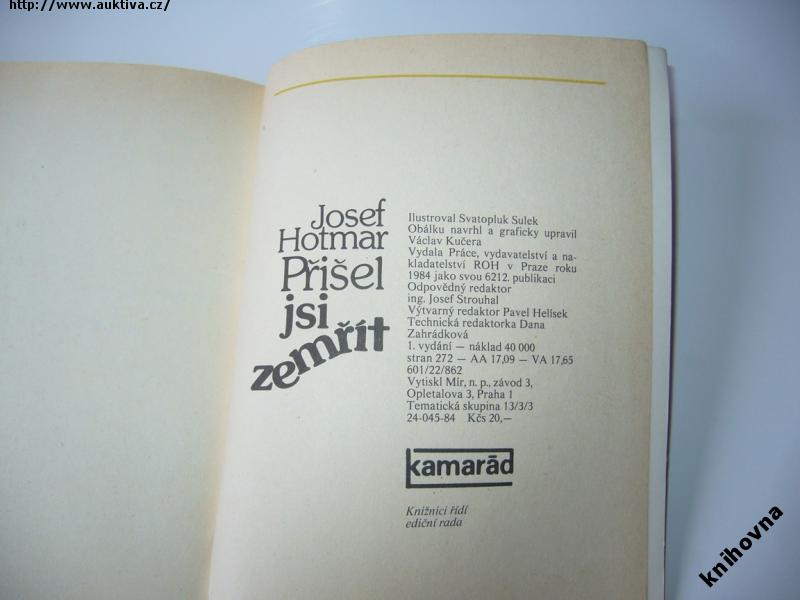 http://www.auktiva.cz/
Josef
Hotmar
Přišel
jsi
zemřít
Ilustroval Svatopluk Sulek
Obálku navrhl a graficky upravil
Václav Kučera
Vydala Práce, vydavatelství a na-
kladatelství ROH v Praze roku
1984 jako svou 6212. publikaci
Odpovědný redaktor
ing. Josef Strouhal
Výtvarný redaktor Pavel Helísek
Technická redaktorka Dana
Zahrádková
1. vydání — náklad 40 000
stran 272 — AA 17,09 — VA 17,65
601/22/862
Vytiskl Mír, n. p., závod 3,
Opletalova 3, Praha 1
Tematická skupina 13/3/3
24-045-84 Kčs 20,—
kamarád
Knižnici řídí
ediční rada
knihovna